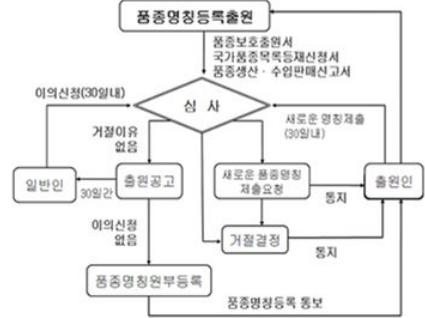 품종명칭등록출원
품종보호출원서
국가품종목록등재신청서
품종생산 · 수입판매신고서
이의신청(30일내)
심 사
새로운 명칭제출
(30일내)
거절이유
없음
일반인
30일간
출원공고
새로운 품종명칭
제출요청
통지
출원인
이의신청
없음
거절결정
통지
품종명칭원부등록
품종명칭등록 통보